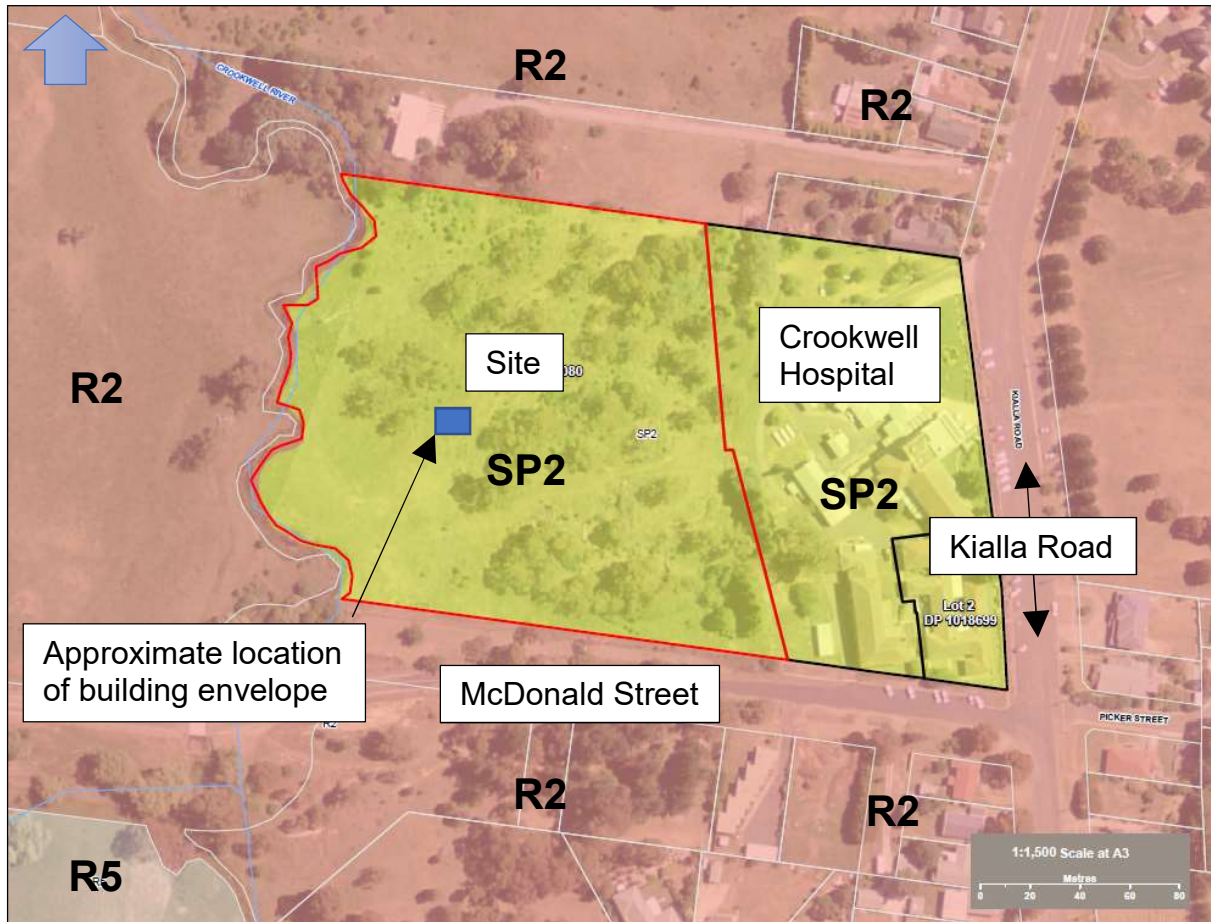 R2
CROOKWELL RIVER
R2
Crookwell
Hospital
Site
080
R2
SP2
KIALLA ROAD
SP2
SP2
Kialla Road
Lot 2
DP 1018699
Approximate location
of building envelope
McDonald Street
PICKER STREET
R2
R2
R2
1:1,500 Scale at A3
Metres
0 20 40 60 80
R5